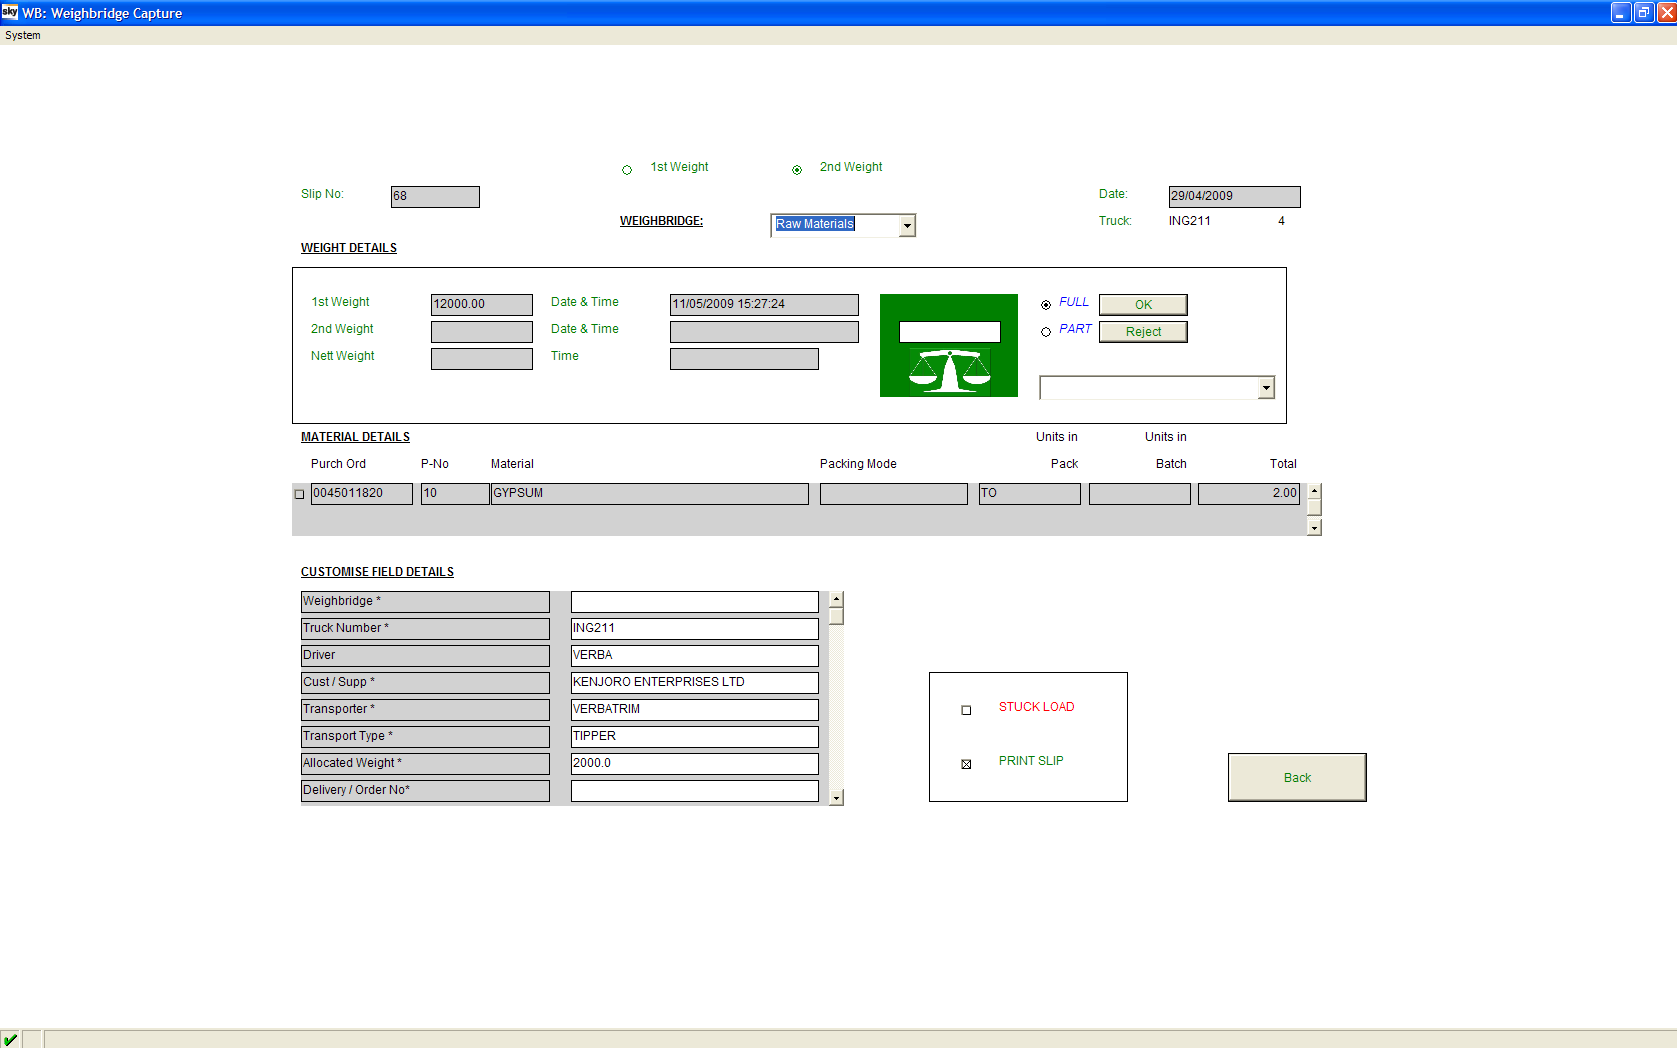 sky WB: Weighbridge Capture
System
1st Weight 2nd Weight
Slip No: 68 Date: 29/04/2009
WEIGHBRIDGE: Raw Materials Truck: ING211 4
WEIGHT DETAILS
1st Weight 12000.00 Date & Time 11/05/2009 15:27:24 FULL OK
2nd Weight Date & Time PART Reject
Nett Weight Time
MATERIAL DETAILS Units in Units in
Purch Ord P-No Material Packing Mode Pack Batch Total
0045011820 10 GYPSUM TO 2.00
CUSTOMISE FIELD DETAILS
Weighbridge *
Truck Number * ING211
Driver VERBA
Cust / Supp * KENJORO ENTERPRISES LTD
Transporter * VERBATRIM
Transport Type * TIPPER
Allocated Weight * 2000.0
Delivery / Order No*
STUCK LOAD
PRINT SLIP
Back